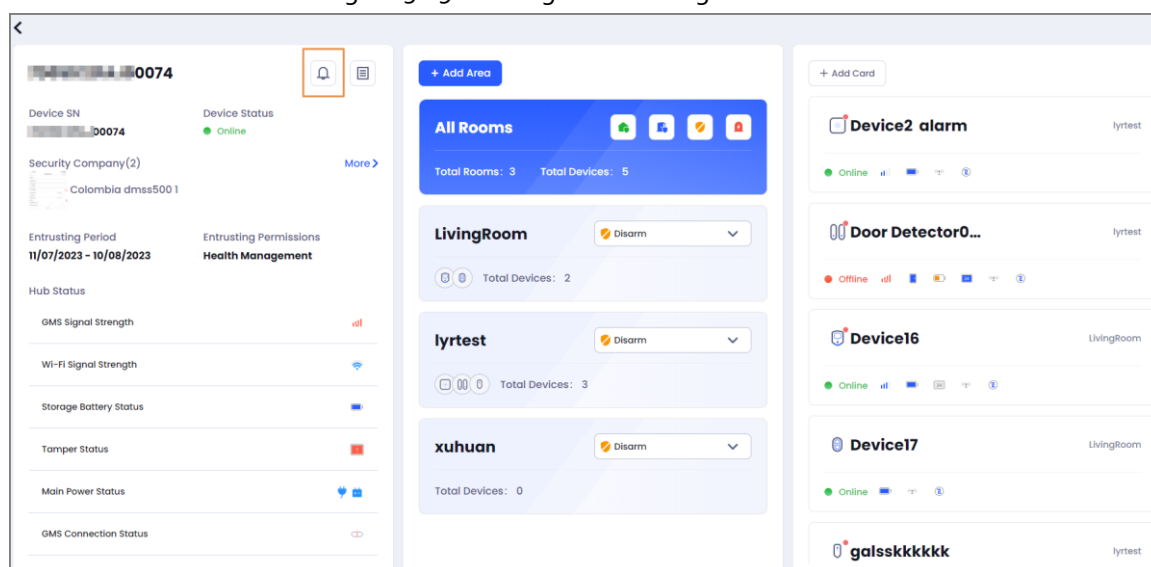 0074
Device SN
Device Status
00074
Online
Security Company(2)
More
Colombia dmss500 1
Entrusting Period
Entrusting Permissions
11/07/2023 - 10/08/2023
Health Management
Hub Status
GMS Signal Strength
Wi-Fi Signal Strength
Storage Battery Status
Tamper Status
Main Power Status
GMS Connection Status
+ Add Area
All Rooms
Total Rooms: 3 Total Devices: 5
LivingRoom
Disarm
Total Devices: 2
lyrtest
Disarm
Total Devices: 3
xuhuan
Disarm
Total Devices: 0
+ Add Card
Device2 alarm
lyrtest
Online
Door Detector0...
lyrtest
Offline
Device16
LivingRoom
Online
Device17
LivingRoom
Online
galsskkkkkk
lyrtest